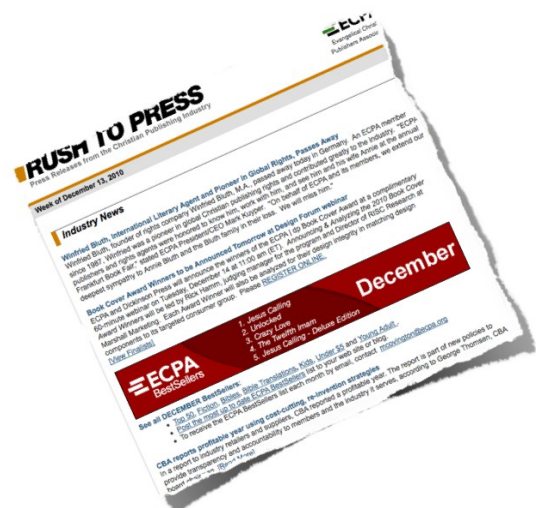 ECPA
Evangelical Chris
Publishers Associ
RUSH TO PRESS
Press Releases from the Christian Publishing Industry
Week of December 13, 2010
Industry News
Winfried Bluth, International Literary Agent and Pioneer in Global Rights, Passes Away
Winfried Bluth, founder of rights company Winfried Bluth, M.A., passed away today in Germany. An ECPA member
since 1987, Winfried was a pioneer in global Christian publishing rights and contributed greatly to the industry. "ECPA
publishers and rights agents were honored to know him, work with him, and see him and his wife Annie at the annual
Frankfurt Book Fair," stated ECPA President/CEO Mark Kuyper. "On behalf of ECPA and its members, we extend our
deepest sympathy to Annie Bluth and the Bluth family in their loss. We will miss him."
Book Cover Award Winners to be Announced Tomorrow at Design Forum webinar
ECPA and Dickinson Press will announce the winners of the ECPA | dp Book Cover award at a complimentary
60-minute webinar on Tuesday, December 14 at 11:00 am (ET). Announcing & Analyzing the 2010 Book Cover
Award Winners will be led by Rick Hamm, judging manager for the program and Director of RISC Research at
Marshall Marketing. Each Award Winner will also be analyzed for their design integrity in matching design
components to its targeted consumer group. Please REGISTER ONLINE.
[View Finalists]
ECPA
BestSellers
1. Jesus Calling
2. Unlocked
3. Crazy Love
4. The Twelfth Imam
5. Jesus Calling - Deluxe Edition
December
See all DECEMBER BestSellers:
• Top 50, Fiction, Bibles, Bible Translations, Kids, Under $5 and Young Adult
• Post the most up to date ECPA BestSellers list to your web site or blog.
• To receive the ECPA BestSellers list each month by email, contact mcovington@ecpa.org
CBA reports profitable year using cost-cutting, re-invention strategies
In a report to industry retailers and suppliers, CBA reported a profitable year. The report is part of new policies to
provide transparency and accountability to members and the industry it serves, according to George Thomsen, CBA
board chairman. [Read More]